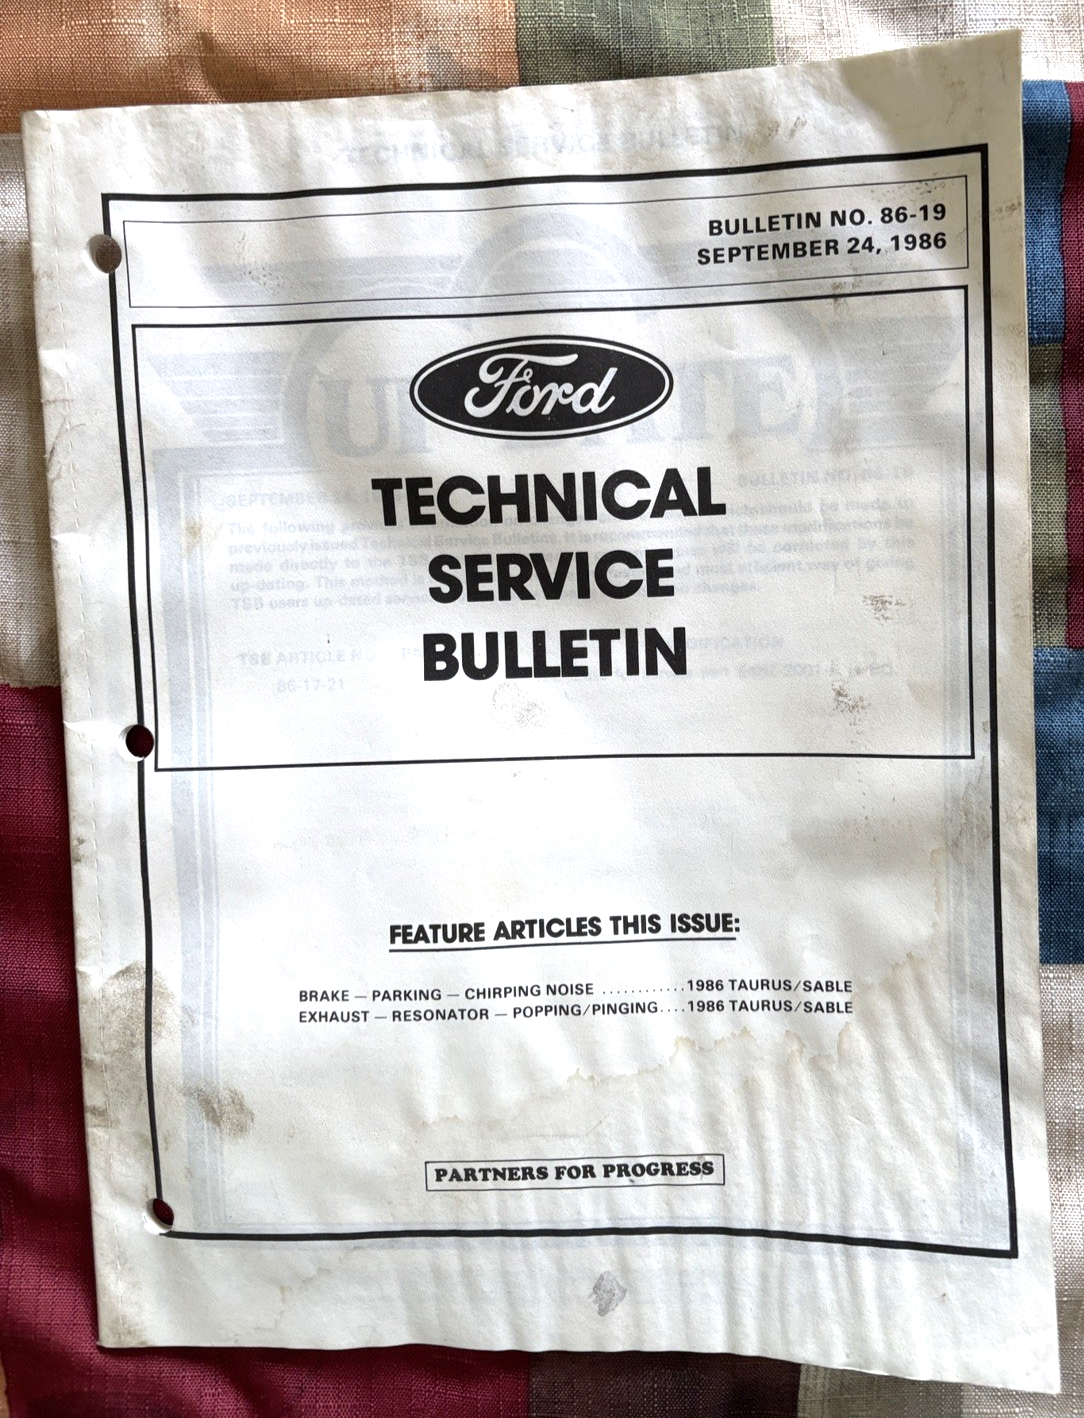 BULLETIN NO. 86-19
SEPTEMBER 24, 1986
Ford
TECHNICAL
SERVICE
BULLETIN
FEATURE ARTICLES THIS ISSUE:
BRAKE — PARKING — CHIRPING NOISE ...........1986 TAURUS/SABLE
EXHAUST — RESONATOR — POPPING/PINGING....1986 TAURUS/SABLE
PARTNERS FOR PROGRESS